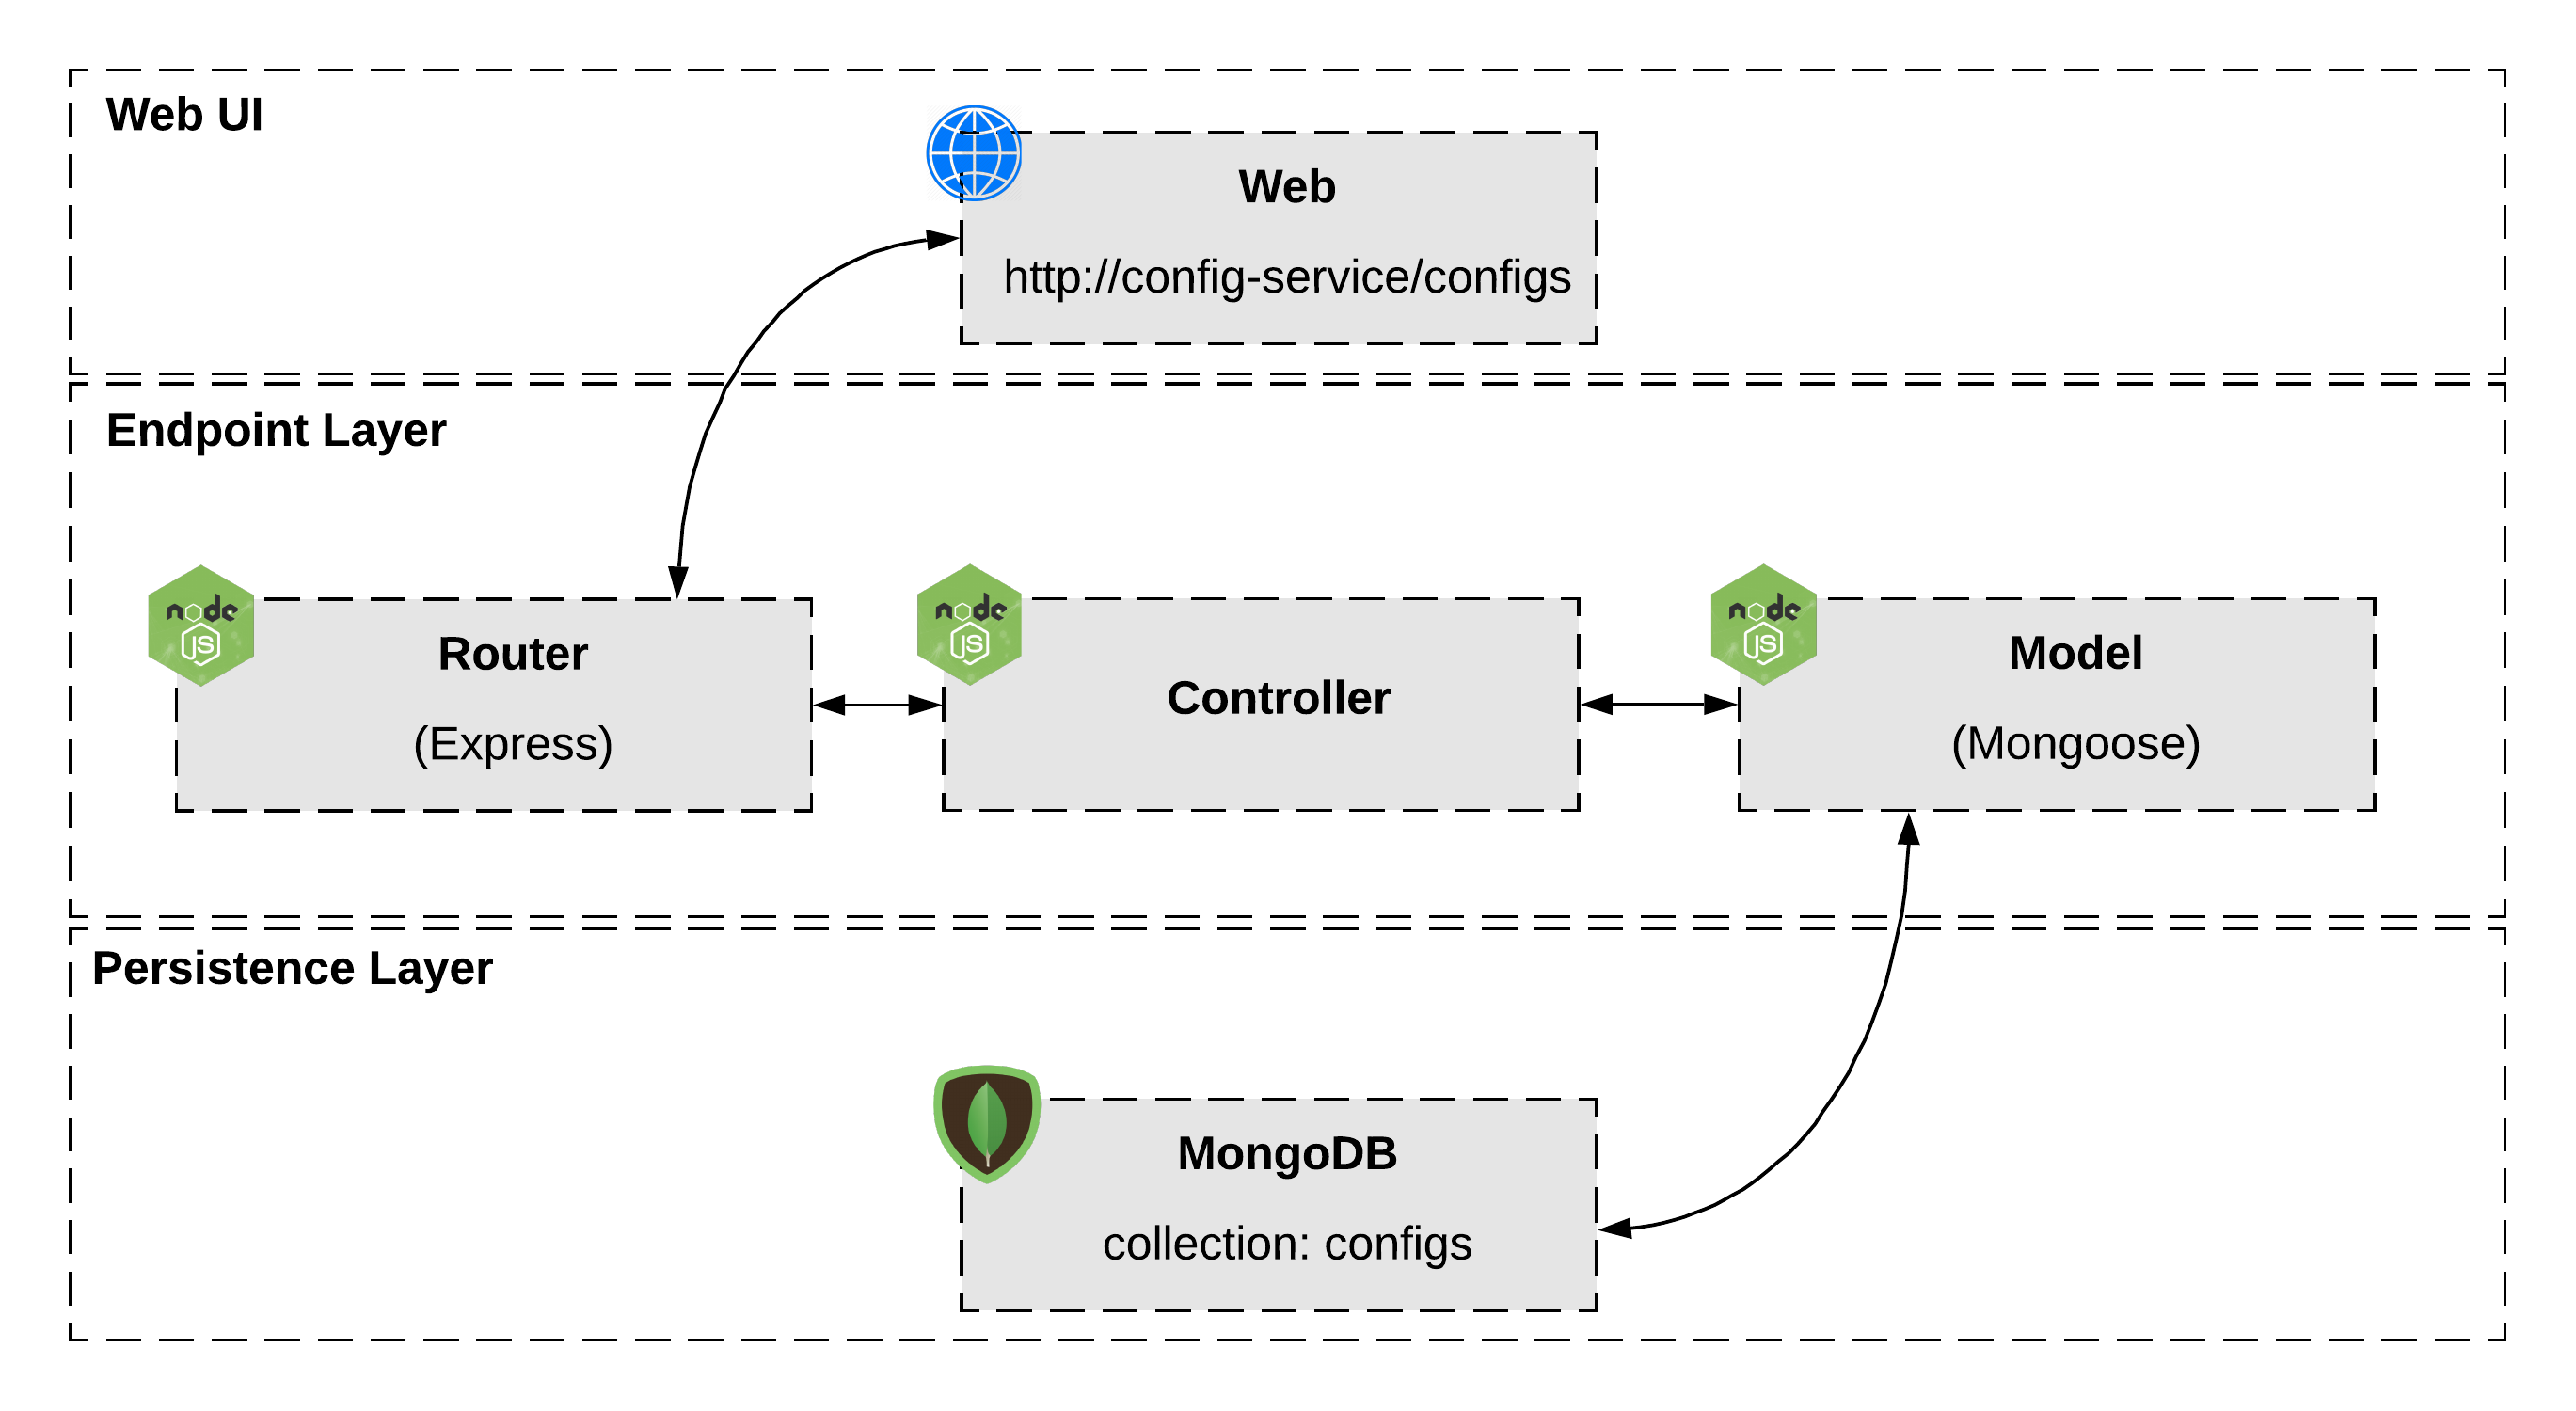 Web UI
Web
http://config-service/configs
Endpoint Layer
node
JS
Router
(Express)
node
JS
Controller
node
JS
Model
(Mongoose)
Persistence Layer
MongoDB
collection: configs